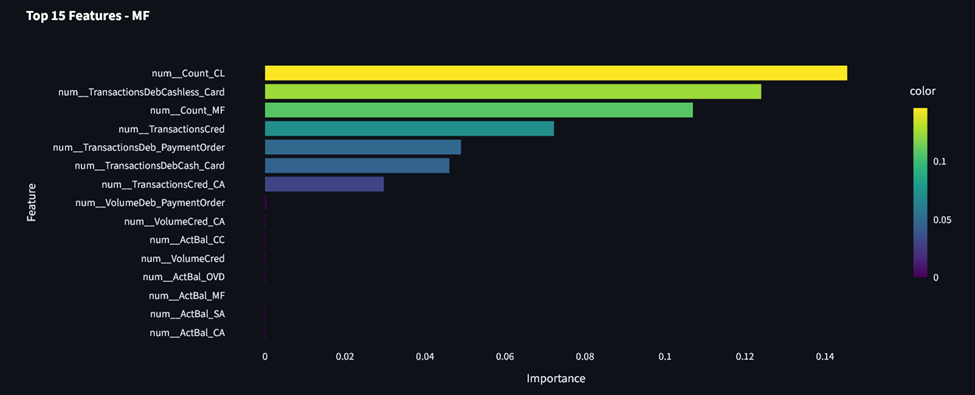 Top 15 Features - MF
num__Count_CL
num__TransactionsDebCashless_Card
num__Count_MF
num__TransactionsCred
num__TransactionsDeb_PaymentOrder
num__TransactionsDebCash_Card
num__TransactionsCred_CA
num__VolumeDeb_PaymentOrder
num__VolumeCred_CA
num__ActBal_CC
num__VolumeCred
num__ActBal_OVD
num__ActBal_MF
num__ActBal_SA
num__ActBal_CA
Feature
0 0.02 0.04 0.06 0.08 0.1 0.12 0.14
Importance
color
0.1
0.05
0